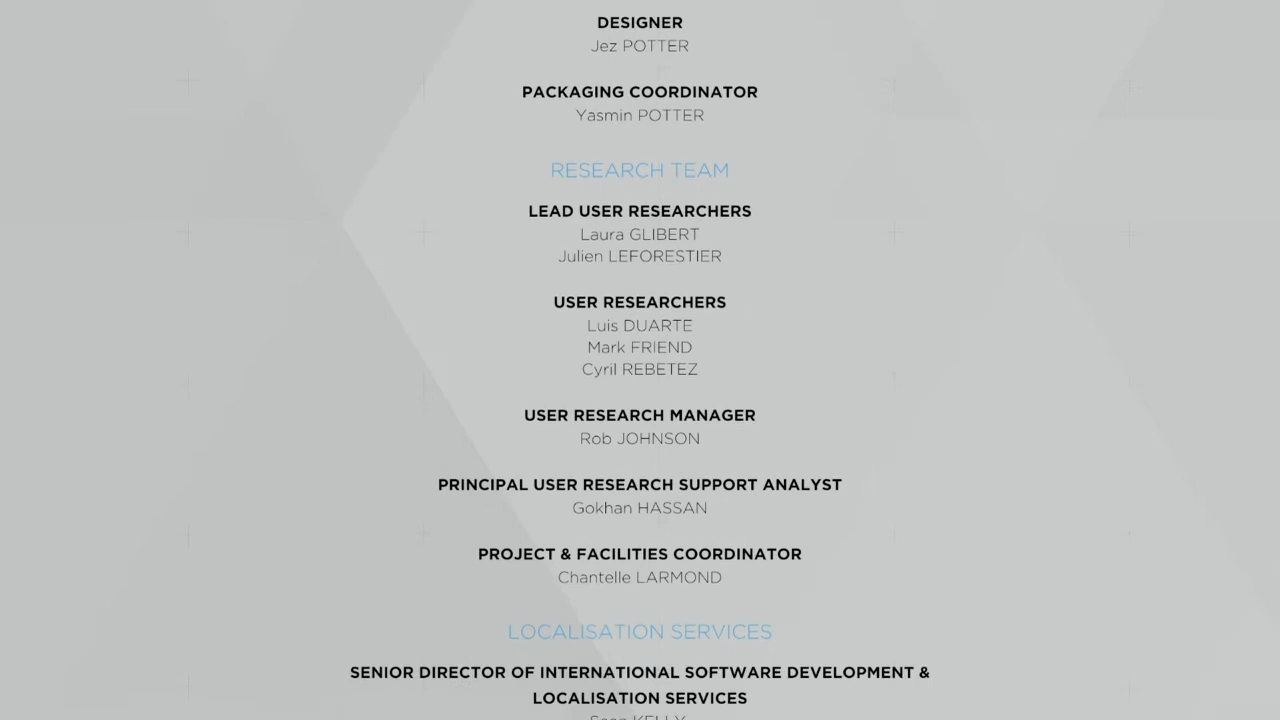 DESIGNER
Jez POTTER
PACKAGING COORDINATOR
Yasmin POTTER
RESEARCH TEAM
LEAD USER RESEARCHERS
Laura GLIBERT
Julien LEFORESTIER
USER RESEARCHERS
Luis DUARTE
Mark FRIEND
Cyril REBETEZ
USER RESEARCH MANAGER
Rob JOHNSON
PRINCIPAL USER RESEARCH SUPPORT ANALYST
Gokhan HASSAN
PROJECT & FACILITIES COORDINATOR
Chantelle LARMOND
LOCALISATION SERVICES
SENIOR DIRECTOR OF INTERNATIONAL SOFTWARE DEVELOPMENT &
LOCALISATION SERVICES
KELLY